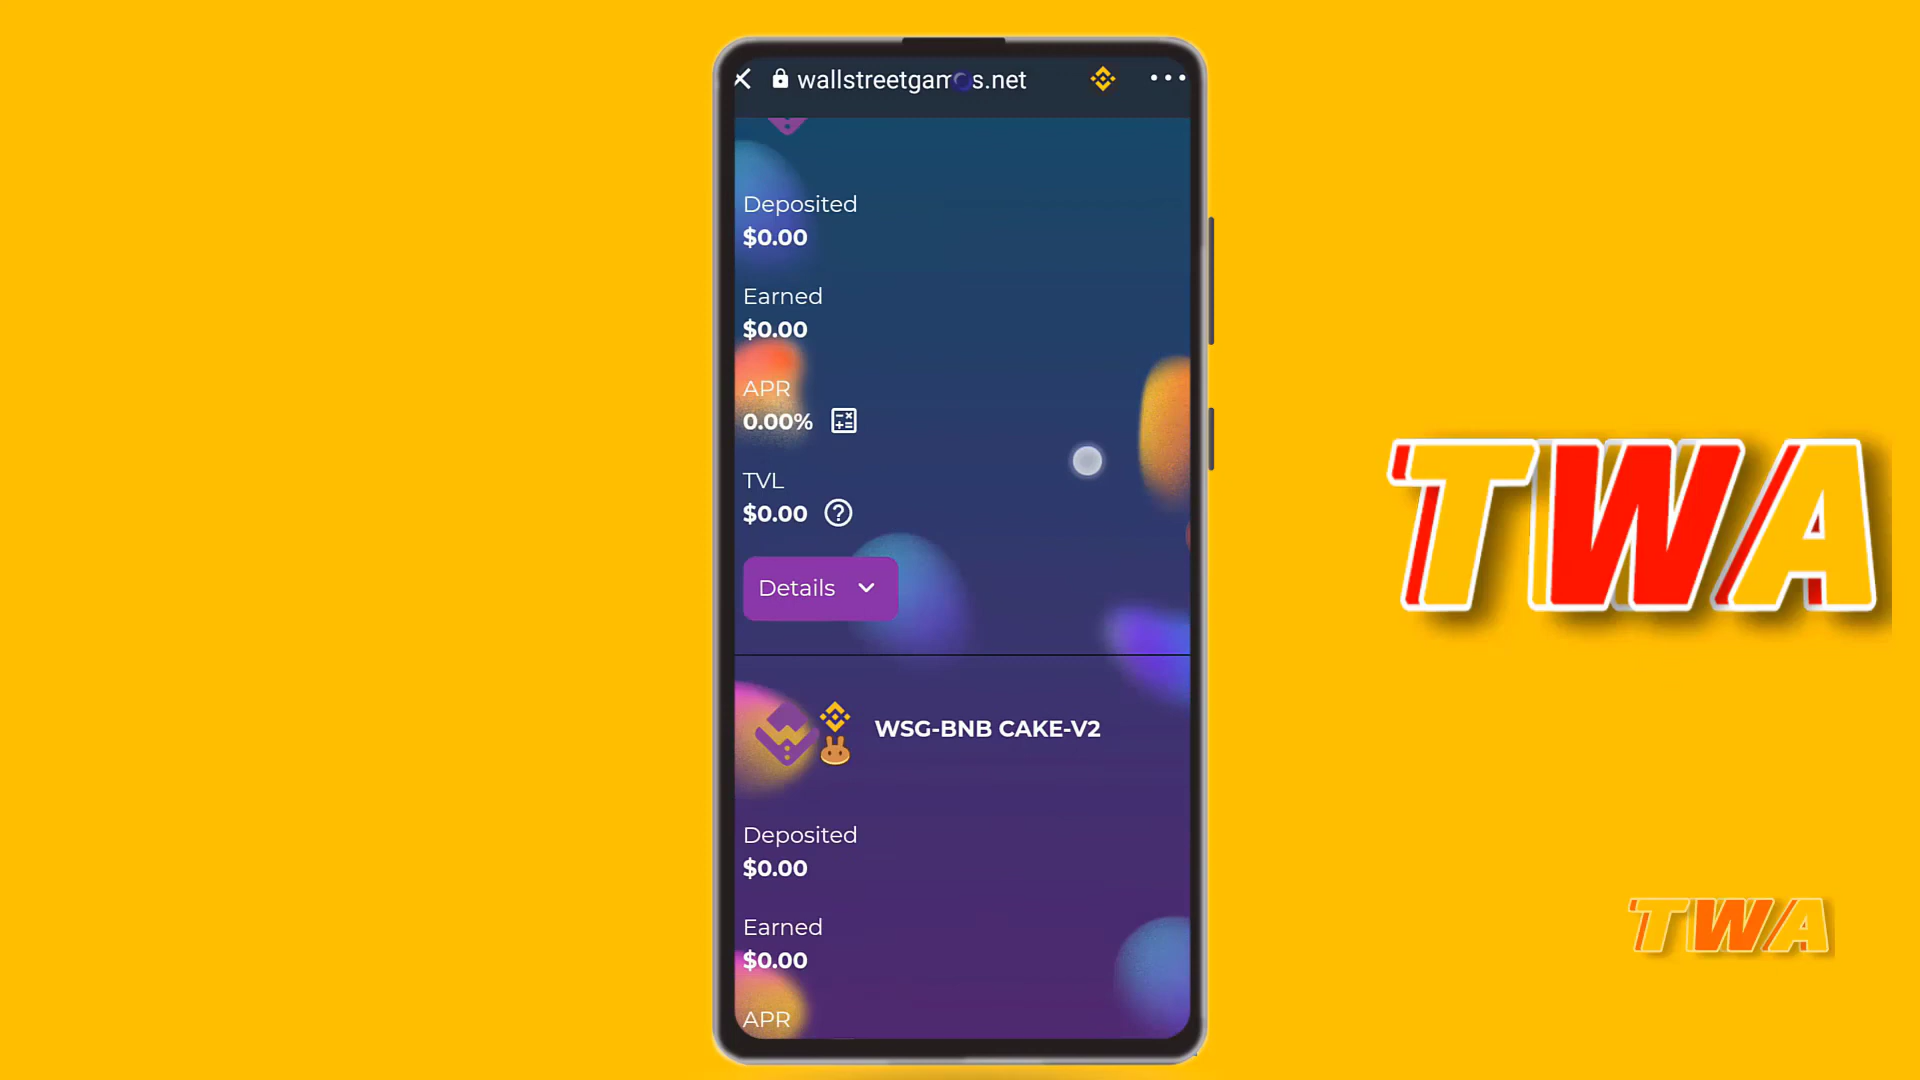 wallstreetgames.net
Deposited
$0.00
Earned
$0.00
APR
0.00%
TVL
$0.00
Details
WSG-BNB CAKE-V2
Deposited
$0.00
Earned
$0.00
APR
TWA
TWA